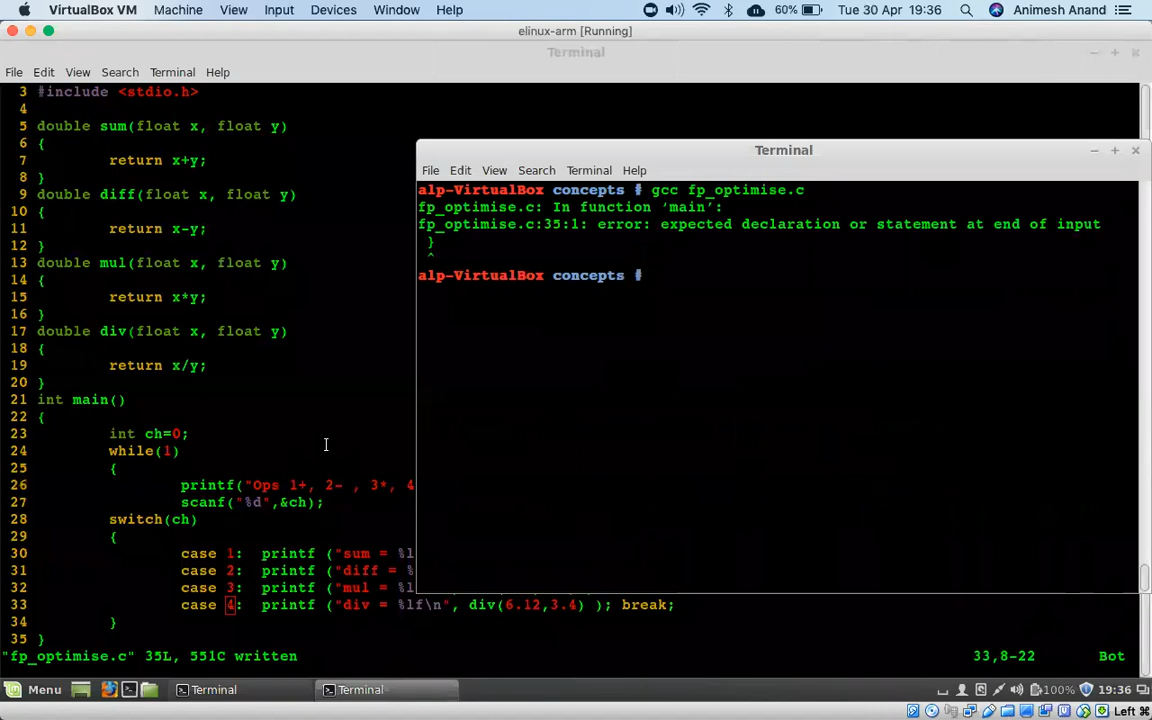 VirtualBox VM Machine View Input Devices Window Help 60% Tue 30 Apr 19:36 Animesh Anand
elinux-arm [Running]
Terminal
File Edit View Search Terminal Help
3 #include <stdio.h>
4
5 double sum(float x, float y)
6 {
7 return x+y;
8 }
9 double diff(float x, float y)
10 {
11 return x-y;
12 }
13 double mul(float x, float y)
14 {
15 return x*y;
16 }
17 double div(float x, float y)
18 {
19 return x/y;
20 }
21 int main()
22 {
23 int ch=0;
24 while(1)
25 {
26 printf("Ops 1+, 2- , 3*, 4
27 scanf("%d",&ch);
28 switch(ch)
29 {
30 case 1: printf ("sum = %l
31 case 2: printf ("diff = %
32 case 3: printf ("mul = %l
33 case 4: printf ("div = %lf\n", div(6.12,3.4) ); break;
34 }
35 }
"fp_optimise.c" 35L, 551C written 33,8-22 Bot
Terminal
File Edit View Search Terminal Help
alp-VirtualBox concepts # gcc fp_optimise.c
fp_optimise.c: In function ‘main’:
fp_optimise.c:35:1: error: expected declaration or statement at end of input
}
^
alp-VirtualBox concepts #
Menu Terminal Terminal 100% 19:36
Left ⌘